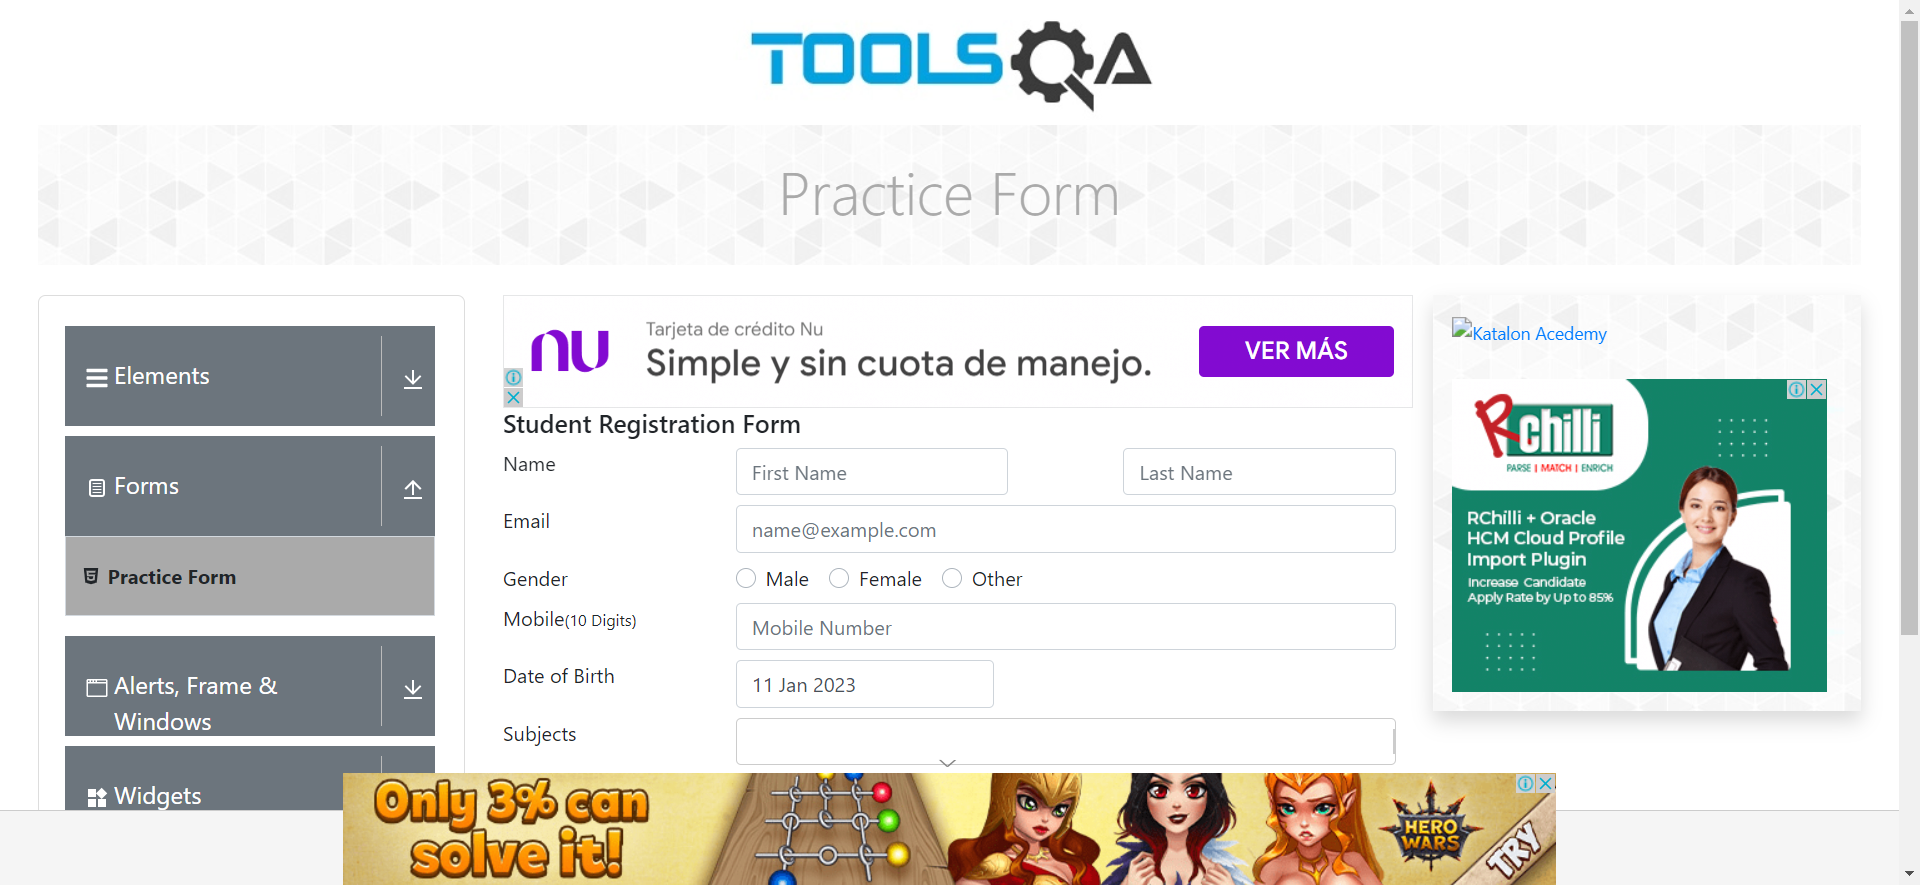 TOOLSQA
Practice Form
Elements
Forms
Practice Form
Alerts, Frame &
Windows
Widgets
nu
Tarjeta de crédito Nu
Simple y sin cuota de manejo.
VER MÁS
Student Registration Form
Name
First Name
Last Name
Email
name@example.com
Gender
Male
Female
Other
Mobile(10 Digits)
Mobile Number
Date of Birth
11 Jan 2023
Subjects
Katalon Acedemy
Rchilli
PARSE | MATCH | ENRICH
RChilli + Oracle
HCM Cloud Profile
Import Plugin
Increase Candidate
Apply Rate by Up to 85%
Only 3% can
solve it!
HERO
WARS
TRY